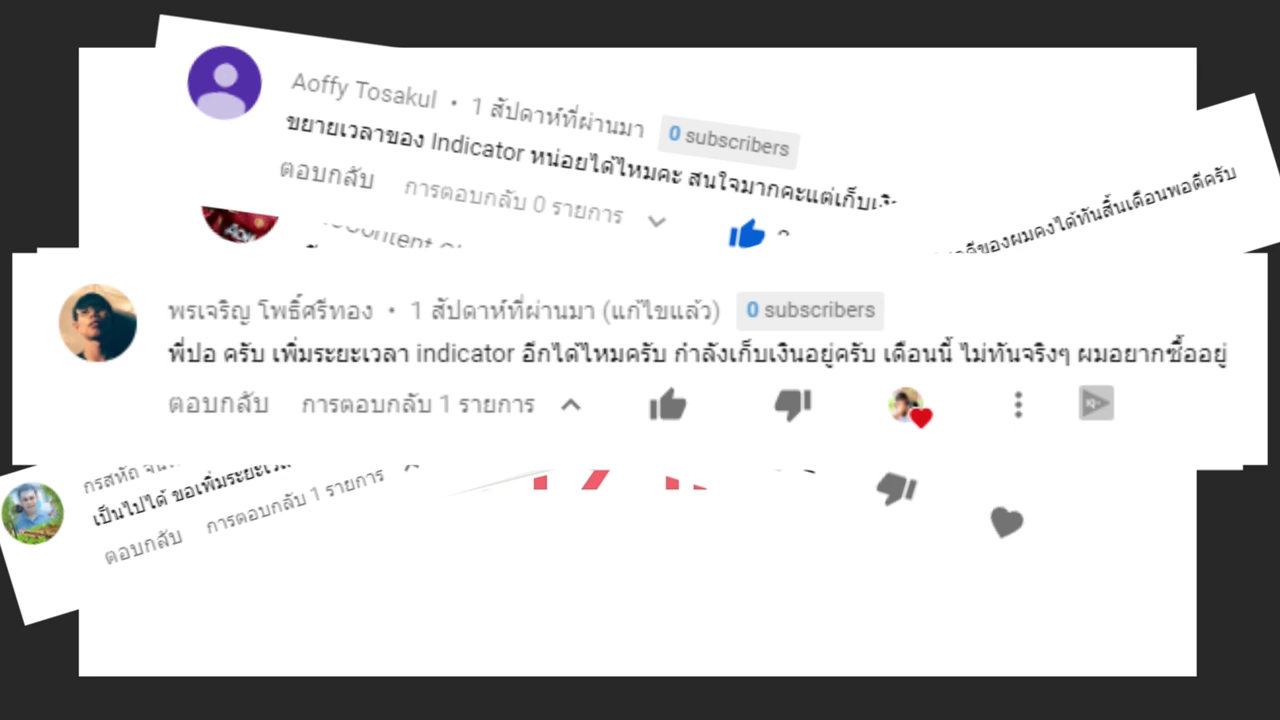 Aoffy Tosakul • 1 สัปดาห์ที่ผ่านมา 0 subscribers
ขยายเวลาของ Indicator หน่อยได้ไหมคะ สนใจมากคะแต่เก็บเงิ
ตอบกลับ การตอบกลับ 0 รายการ
ดีของผมคงได้ทันสิ้นเดือนพอดีครับ
พรเจริญ โพธิ์ศรีทอง • 1 สัปดาห์ที่ผ่านมา (แก้ไขแล้ว) 0 subscribers
พี่ปอ ครับ เพิ่มระยะเวลา indicator อีกได้ไหมครับ กำลังเก็บเงินอยู่ครับ เดือนนี้ ไม่ทันจริงๆ ผมอยากซื้ออยู่
ตอบกลับ การตอบกลับ 1 รายการ
กรสหัถ
เป็นไปได้ ขอเพิ่มระยะเวลา
ตอบกลับ การตอบกลับ 1 รายการ